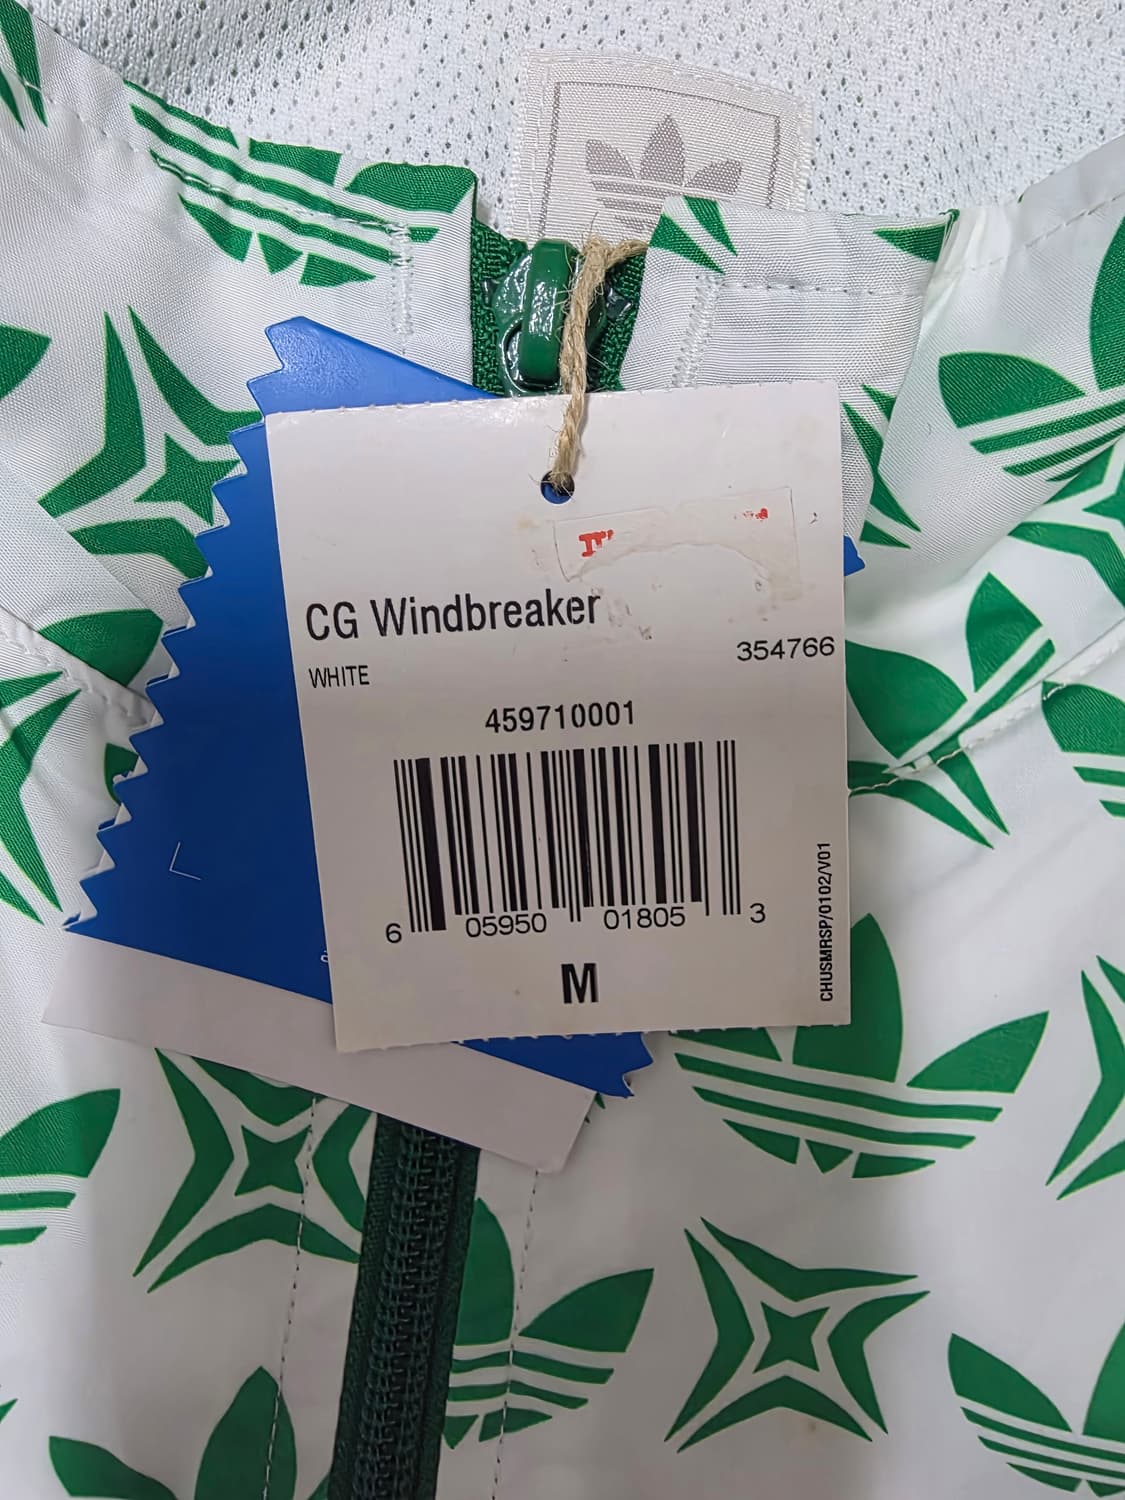 CG Windbreaker
WHITE
354766
459710001
6 05950 01805 3
M
CHUSMRSP/0102/V01